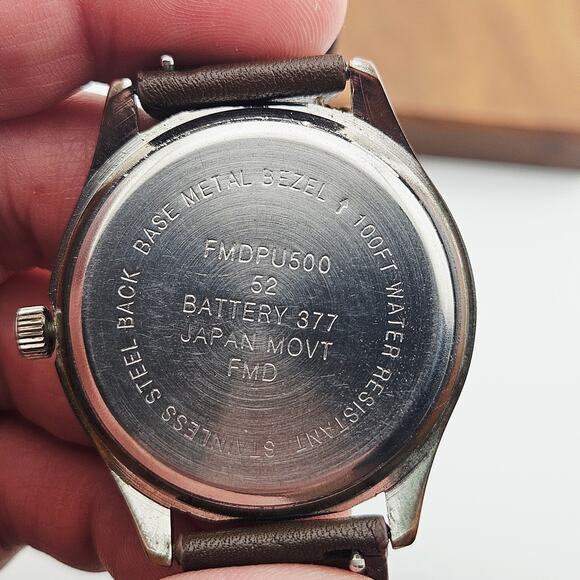 BASE METAL BEZEL ↑ 100FT WATER RESISTANT STAINLESS STEEL BACK
FMDPU500
52
BATTERY 377
JAPAN MOVT
FMD